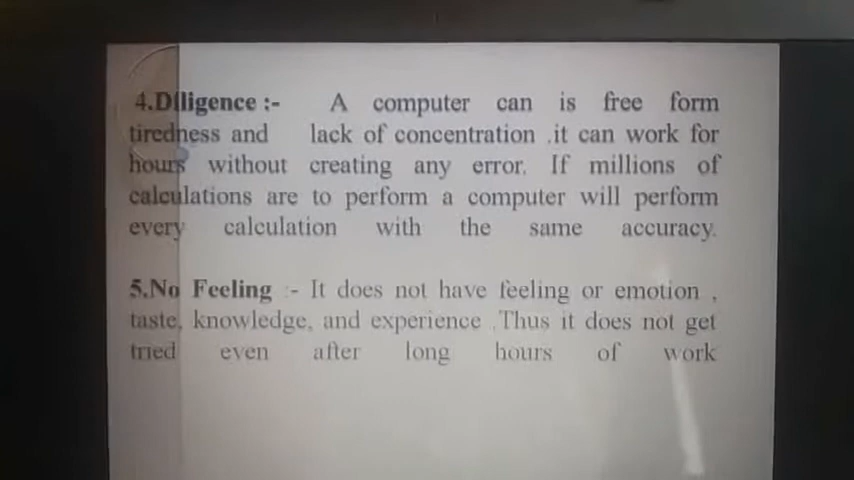 4.Diligence :- A computer can is free form
tiredness and lack of concentration .it can work for
hours without creating any error. If millions of
calculations are to perform a computer will perform
every calculation with the same accuracy.
5.No Feeling :- It does not have feeling or emotion ,
taste, knowledge, and experience .Thus it does not get
tried even after long hours of work